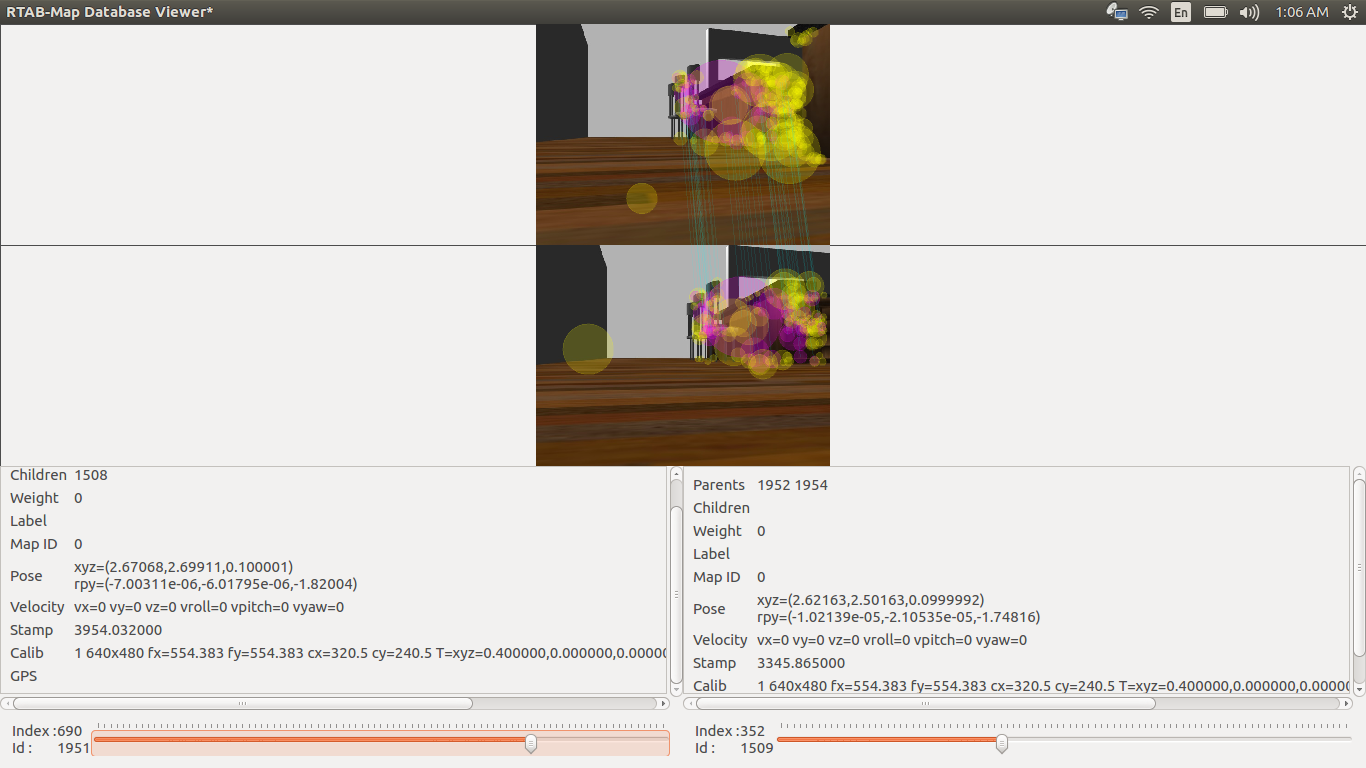 RTAB-Map Database Viewer*
En
1:06 AM
Children 1508
Weight 0
Label
Map ID 0
Pose xyz=(2.67068,2.69911,0.100001)
rpy=(-7.00311e-06,-6.01795e-06,-1.82004)
Velocity vx=0 vy=0 vz=0 vroll=0 vpitch=0 vyaw=0
Stamp 3954.032000
Calib 1 640x480 fx=554.383 fy=554.383 cx=320.5 cy=240.5 T=xyz=0.400000,0.000000,0.0000
GPS
Index :690
Id : 1951
Parents 1952 1954
Children
Weight 0
Label
Map ID 0
Pose xyz=(2.62163,2.50163,0.0999992)
rpy=(-1.02139e-05,-2.10535e-05,-1.74816)
Velocity vx=0 vy=0 vz=0 vroll=0 vpitch=0 vyaw=0
Stamp 3345.865000
Calib 1 640x480 fx=554.383 fy=554.383 cx=320.5 cy=240.5 T=xyz=0.400000,0.000000,0.0000
Index :352
Id : 1509